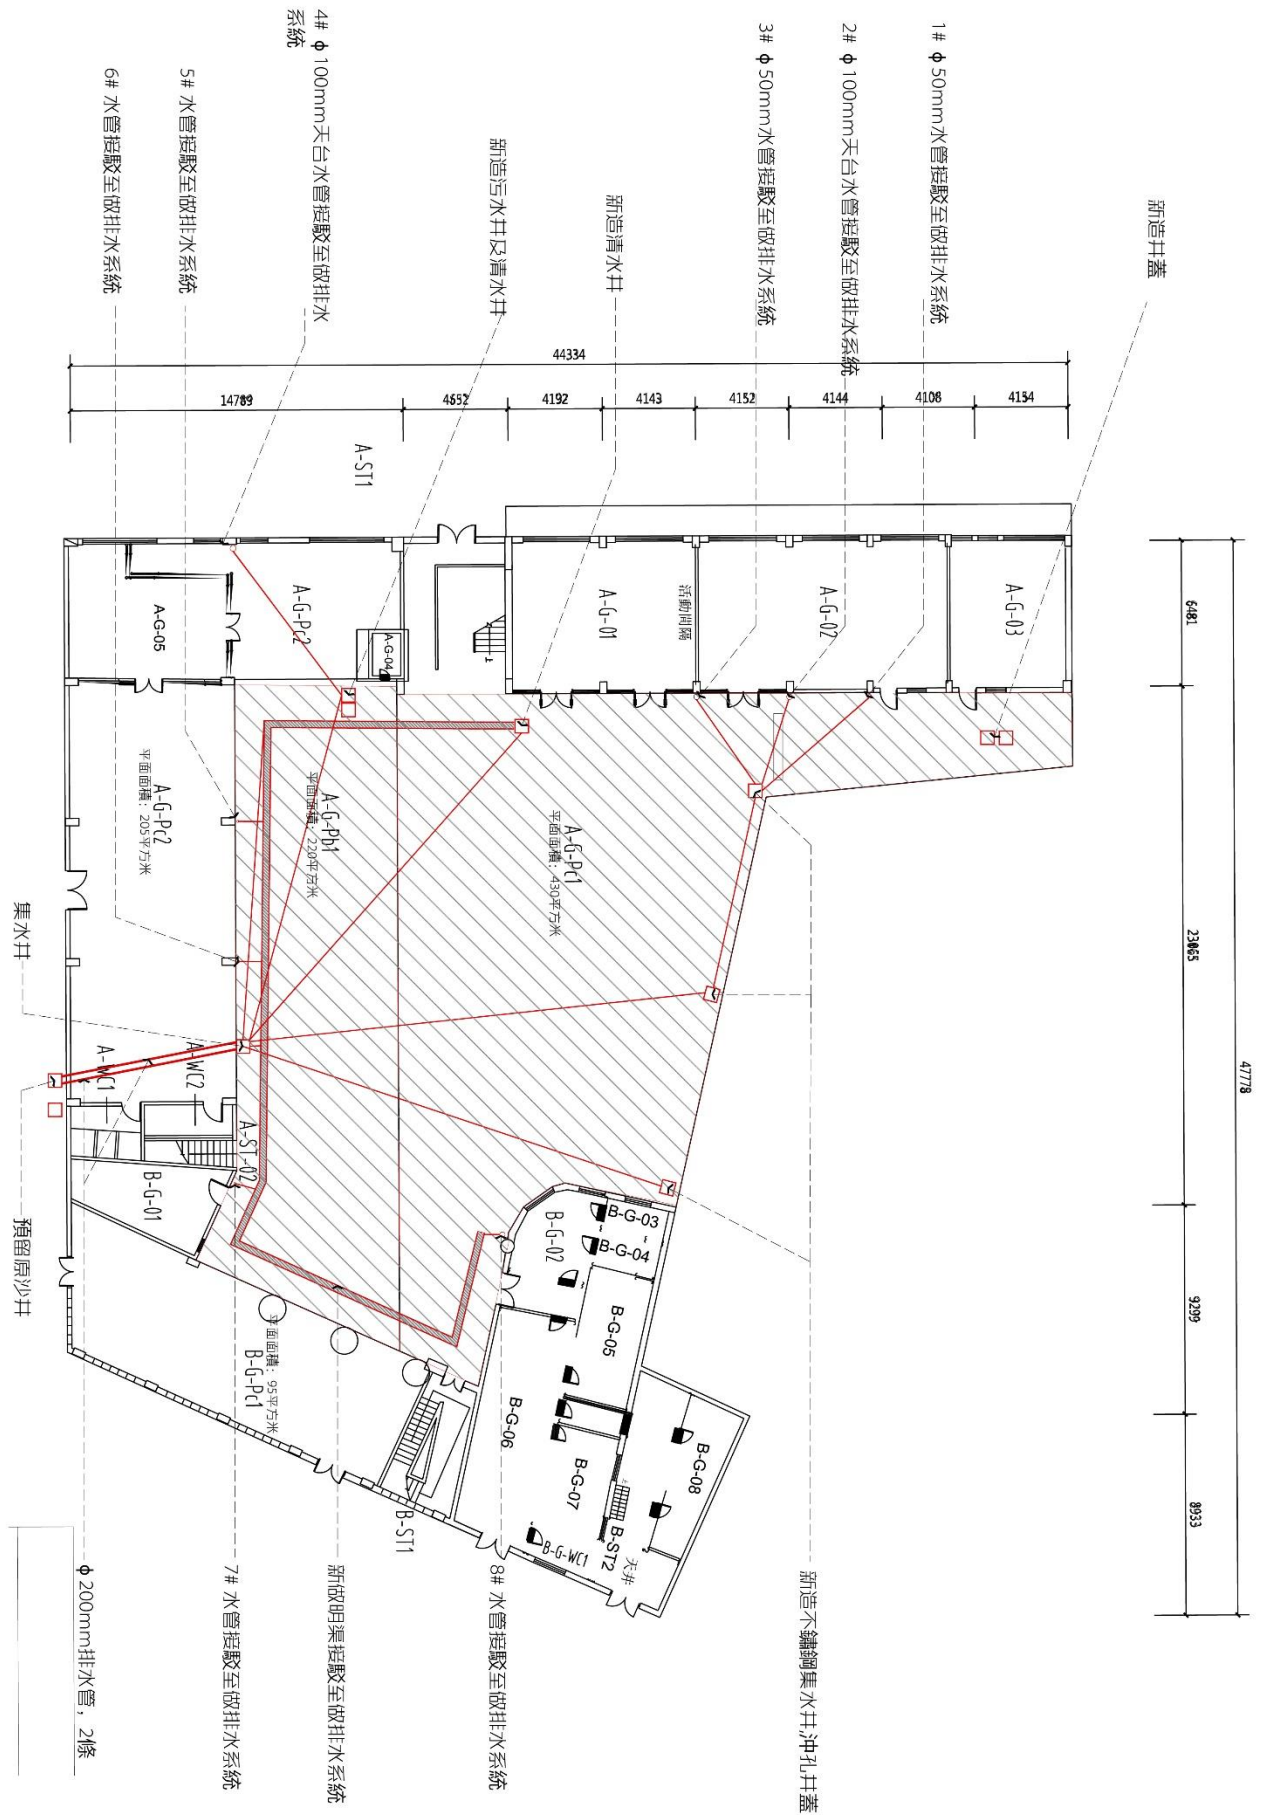 4# ф100mm天台水管接駁至做排水
系統
5# 水管接駁至做排水系統
6# 水管接駁至做排水系統
新造污水井及清水井
新造清水井
3# ф50mm水管接駁至做排水系統
2# ф100mm天台水管接駁至做排水系統
1# ф50mm水管接駁至做排水系統
新造井蓋
44334
14789
4652
4192
4143
4152
4144
4108
4154
A-ST1
A-G-05
A-G-Pc2
A-G-04
A-G-01
活動間隔
A-G-02
A-G-03
6481
47778
A-G-Pc2
平面面積：205平方米
A-G-Pb1
平面面積：220平方米
A-G-Pc1
平面面積：430平方米
集水井
A-WC1
A-WC2
A-ST-02
B-G-01
預留原沙井
B-G-02
B-G-03
B-G-04
B-G-05
B-G-06
B-G-07
B-G-08
B-G-Pc1
平面面積：95平方米
B-ST1
B-ST2
B-G-WC1
天井
上
9299
8933
ф200mm排水管，2條
7# 水管接駁至做排水系統
新做明渠接駁至做排水系統
8# 水管接駁至做排水系統
新造不鏽鋼集水井,沖孔井蓋